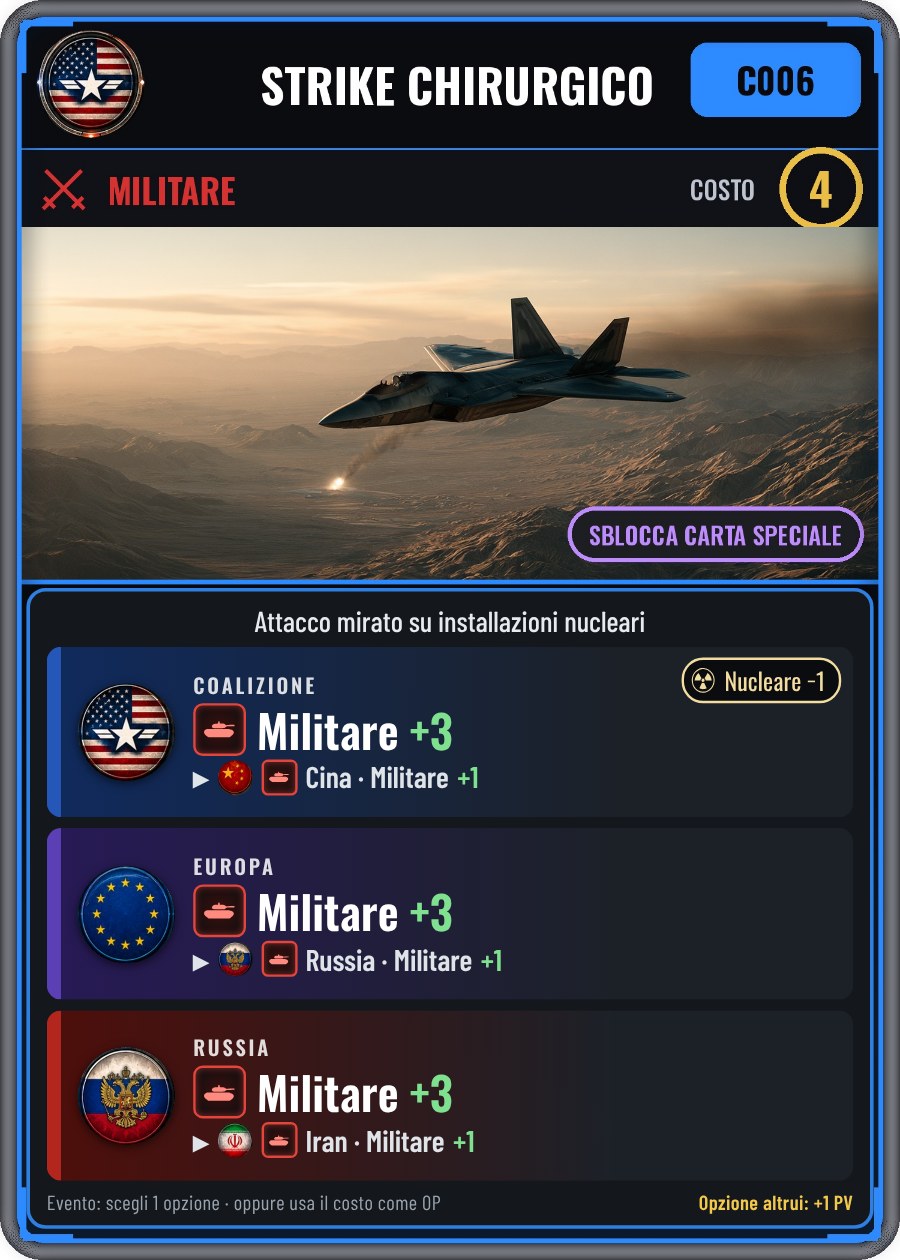 STRIKE CHIRURGICO
C006
MILITARE
COSTO
4
SBLOCCA CARTA SPECIALE
Attacco mirato su installazioni nucleari
COALIZIONE
Nucleare −1
Militare +3
▶ Cina · Militare +1
EUROPA
Militare +3
▶ Russia · Militare +1
RUSSIA
Militare +3
▶ Iran · Militare +1
Evento: scegli 1 opzione · oppure usa il costo come OP
Opzione altrui: +1 PV